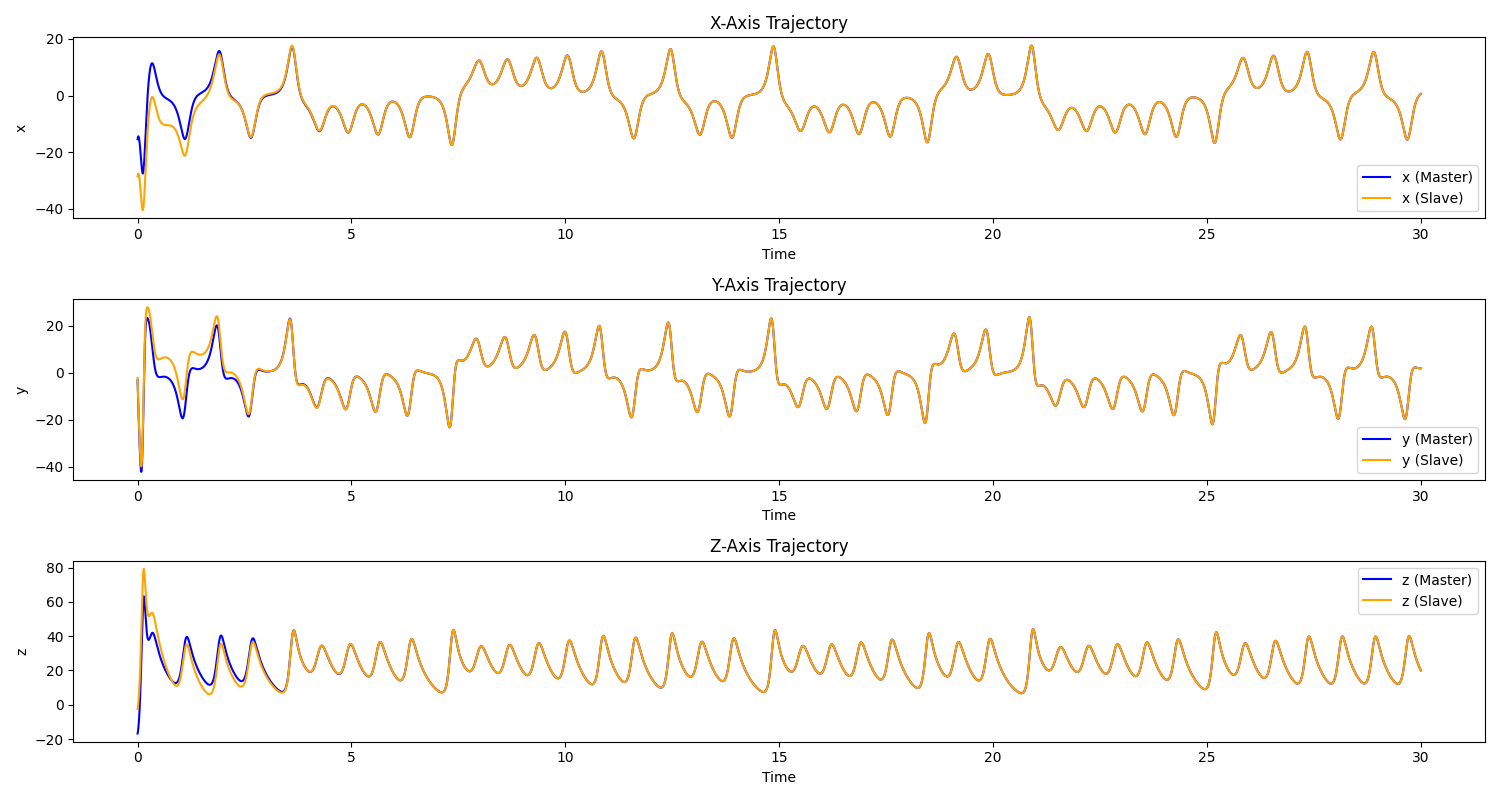 X-Axis Trajectory
20
0
−20
−40
x
x (Master)
x (Slave)
0 5 10 15 20 25 30
Time
Y-Axis Trajectory
20
0
−20
−40
y
y (Master)
y (Slave)
0 5 10 15 20 25 30
Time
Z-Axis Trajectory
80
60
40
20
0
−20
z
z (Master)
z (Slave)
0 5 10 15 20 25 30
Time